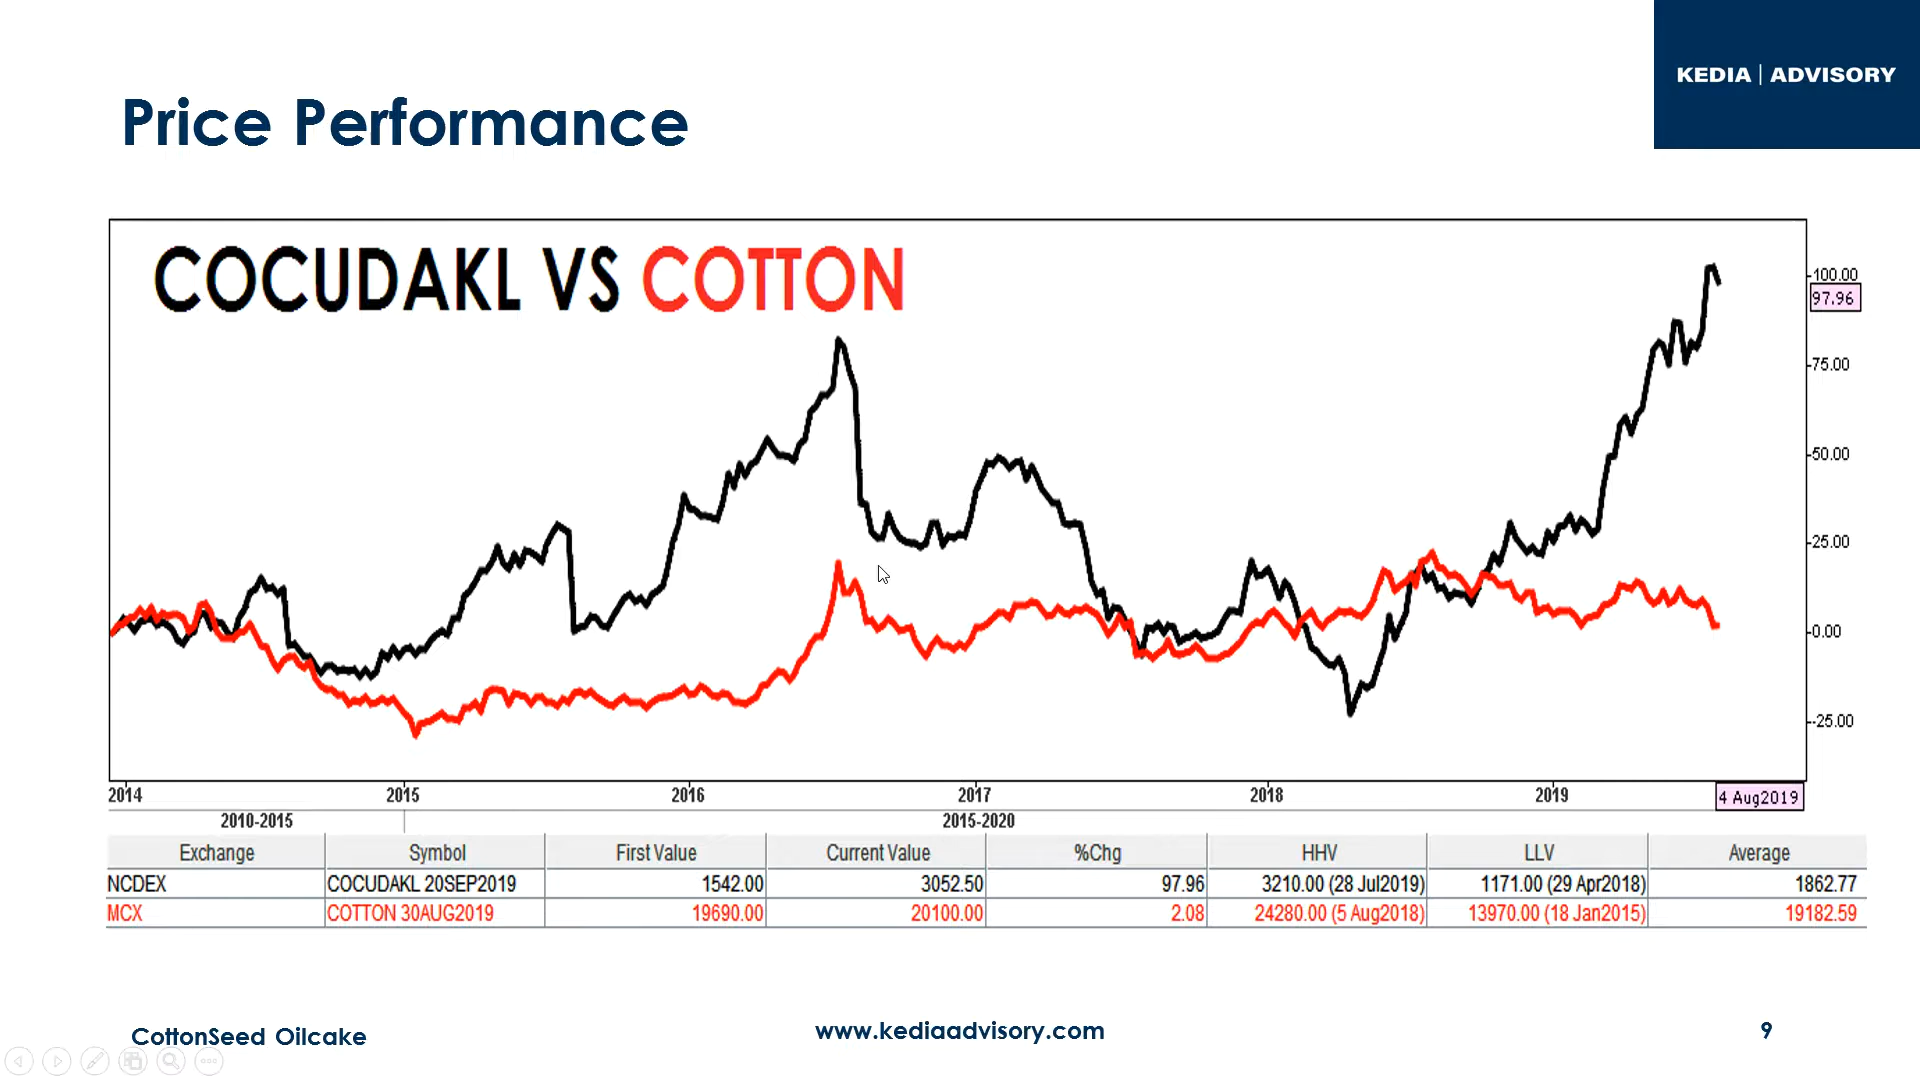 KEDIA | ADVISORY
Price Performance
COCUDAKL VS COTTON
100.00
97.96
75.00
50.00
25.00
0.00
-25.00
2014 2015 2016 2017 2018 2019 4 Aug2019
2010-2015 2015-2020
Exchange Symbol First Value Current Value %Chg HHV LLV Average
NCDEX COCUDAKL 20SEP2019 1542.00 3052.50 97.96 3210.00 (28 Jul2019) 1171.00 (29 Apr2018) 1862.77
MCX COTTON 30AUG2019 19690.00 20100.00 2.08 24280.00 (5 Aug2018) 13970.00 (18 Jan2015) 19182.59
CottonSeed Oilcake www.kediaadvisory.com 9